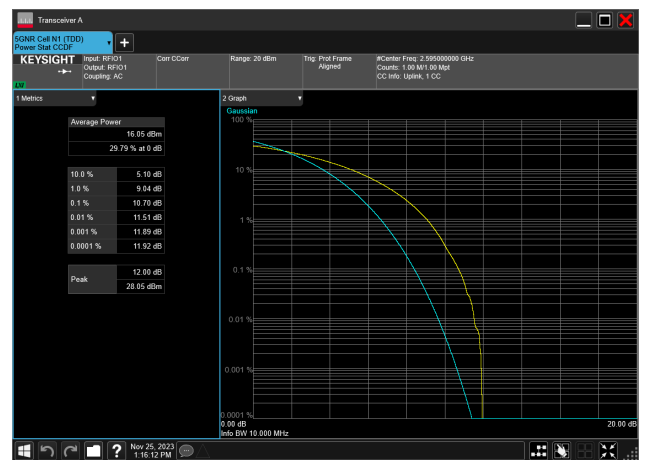 Transceiver A
5GNR Cell N1 (TDD)
Power Stat CCDF
KEYSIGHT
Input: RFIO1
Output: RFIO1
Coupling: AC
Corr CCorr
Range: 20 dBm
Trig: Prot Frame
Aligned
#Center Freq: 2.595000000 GHz
Counts: 1.00 M/1.00 Mpt
CC Info: Uplink, 1 CC
1 Metrics
Average Power
16.05 dBm
29.79 % at 0 dB
10.0 % 5.10 dB
1.0 % 9.04 dB
0.1 % 10.70 dB
0.01 % 11.51 dB
0.001 % 11.89 dB
0.0001 % 11.92 dB
Peak 12.00 dB
28.05 dBm
2 Graph
Gaussian
100 %
10 %
1 %
0.1 %
0.01 %
0.001 %
0.0001 %
0.00 dB 20.00 dB
Info BW 10.000 MHz
Nov 25, 2023
1:16:12 PM